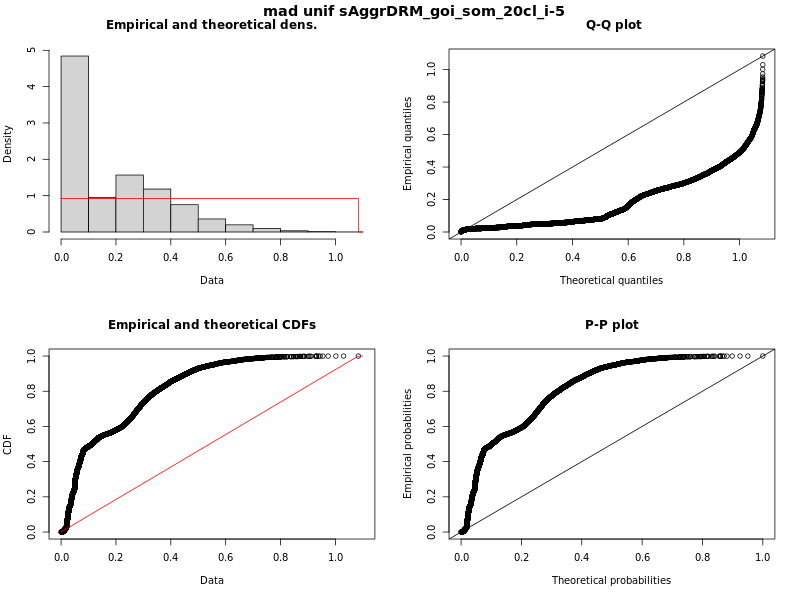 mad unif sAggrDRM_goi_som_20cl_i-5
Empirical and theoretical dens.
Density
0 1 2 3 4 5
0.0 0.2 0.4 0.6 0.8 1.0
Data
Q-Q plot
Empirical quantiles
0.0 0.2 0.4 0.6 0.8 1.0
0.0 0.2 0.4 0.6 0.8 1.0
Theoretical quantiles
Empirical and theoretical CDFs
CDF
0.0 0.2 0.4 0.6 0.8 1.0
0.0 0.2 0.4 0.6 0.8 1.0
Data
P-P plot
Empirical probabilities
0.0 0.2 0.4 0.6 0.8 1.0
0.0 0.2 0.4 0.6 0.8 1.0
Theoretical probabilities